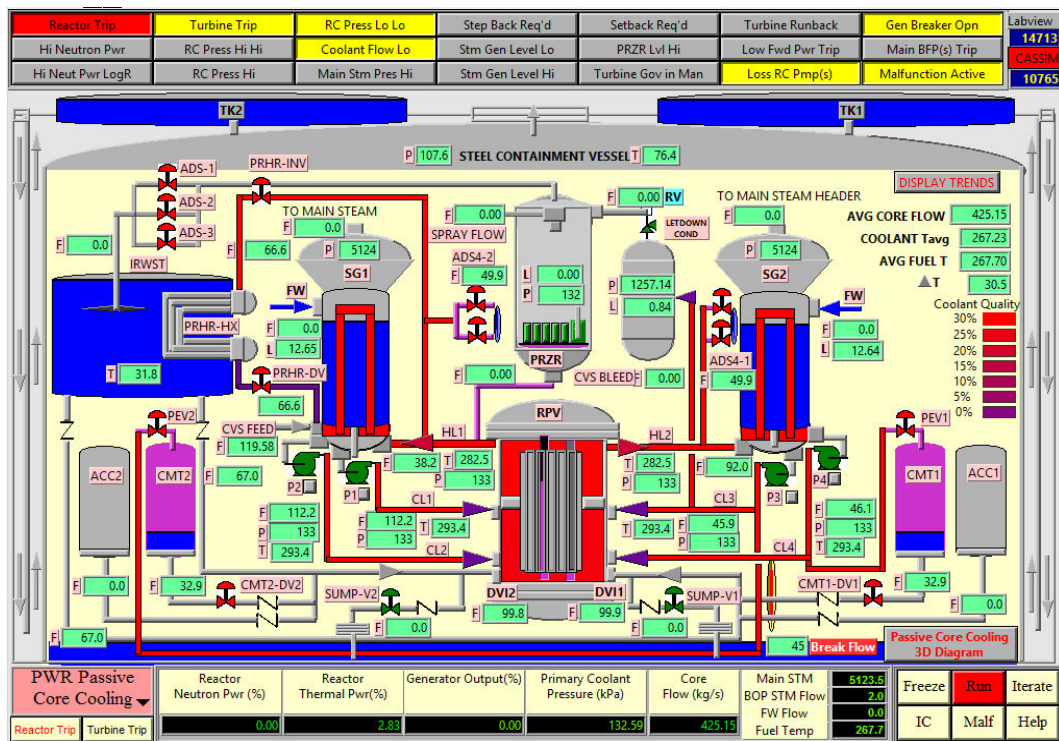 Reactor Trip Turbine Trip RC Press Lo Lo Step Back Req'd Setback Req'd Turbine Runback Gen Breaker Opn Labview
14713
Hi Neutron Pwr RC Press Hi Hi Coolant Flow Lo Stm Gen Level Lo PRZR Lvl Hi Low Fwd Pwr Trip Main BFP(s) Trip CASSIM
Hi Neut Pwr LogR RC Press Hi Main Stm Pres Hi Stm Gen Level Hi Turbine Gov in Man Loss RC Pmp(s) Malfunction Active 10765
TK2 TK1
P 107.6 STEEL CONTAINMENT VESSEL T 76.4
ADS-1 PRHR-INV
ADS-2
ADS-3
F 0.0
IRWST
F 66.6
TO MAIN STEAM
F 0.0
P 5124
SG1
F 0.00
SPRAY FLOW
ADS4-2
F 49.9
F 0.00 RV
LETDOWN
COND
L 0.00
P 132
PRZR
P 1257.14
L 0.84
TO MAIN STEAM HEADER
F 0.0
P 5124
SG2
DISPLAY TRENDS
AVG CORE FLOW 425.15
COOLANT Tavg 267.23
AVG FUEL T 267.70
T 30.5
Coolant Quality
30%
25%
20%
15%
10%
5%
0%
FW
F 0.0
L 12.65
PRHR-HX
T 31.8
PRHR-DV
66.6
FW
F 0.0
L 12.64
ADS4-1
F 49.9
F 0.00 CVS BLEED F 0.00
RPV
PEV2
CVS FEED
F 119.58
F 67.0
HL1
F 38.2
T 282.5
P 133
HL2
T 282.5
P 133
F 92.0
PEV1
ACC2 CMT2
P2 P1
P3 P4
CMT1 ACC1
CL1
F 112.2
P 133
T 293.4
F 112.2
P 133
T 293.4
CL2
CL3
T 293.4
F 45.9
P 133
CL4
F 46.1
P 133
T 293.4
F 0.0
F 32.9
CMT2-DV2
SUMP-V2
F 0.0
DVI2
F 99.8
DVI1
F 99.9
SUMP-V1
F 0.0
CMT1-DV1
F 32.9
F 0.0
F 67.0
45 Break Flow
Passive Core Cooling
3D Diagram
PWR Passive
Core Cooling
Reactor Trip Turbine Trip
Reactor
Neutron Pwr (%)
0.00
Reactor
Thermal Pwr(%)
2.83
Generator Output(%)
0.00
Primary Coolant
Pressure (kPa)
132.59
Core
Flow (kg/s)
425.15
Main STM 5123.5
BOP STM Flow 2.0
FW Flow 0.0
Fuel Temp 267.7
Freeze Run Iterate
IC Malf Help